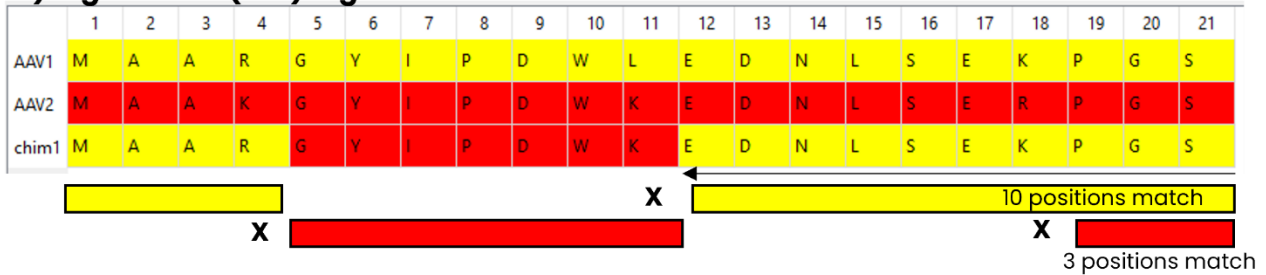 1 2 3 4 5 6 7 8 9 10 11 12 13 14 15 16 17 18 19 20 21
AAV1 M A A R G Y I P D W L E D N L S E K P G S
AAV2 M A A K G Y I P D W K E D N L S E R P G S
chim1 M A A R G Y I P D W K E D N L S E K P G S
X 10 positions match
X X
3 positions match